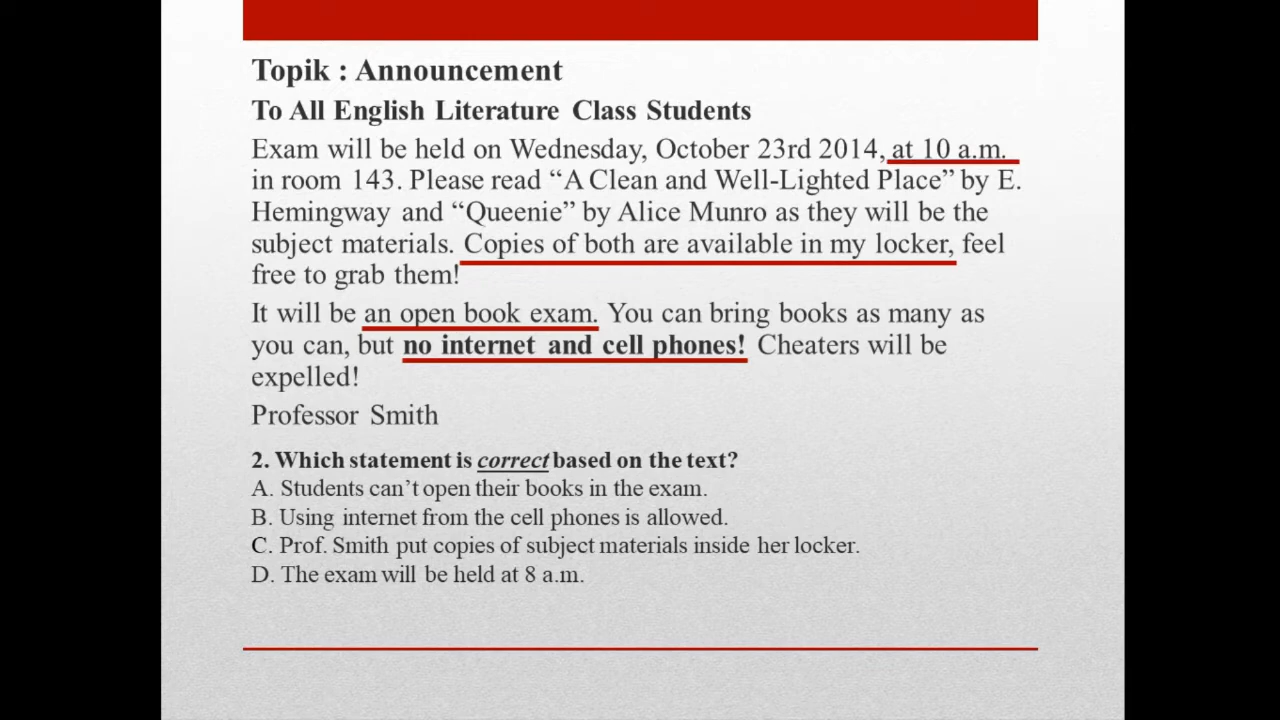 Topik : Announcement
To All English Literature Class Students
Exam will be held on Wednesday, October 23rd 2014, at 10 a.m.
in room 143. Please read “A Clean and Well-Lighted Place” by E.
Hemingway and “Queenie” by Alice Munro as they will be the
subject materials. Copies of both are available in my locker, feel
free to grab them!
It will be an open book exam. You can bring books as many as
you can, but no internet and cell phones! Cheaters will be
expelled!
Professor Smith
2. Which statement is correct based on the text?
A. Students can’t open their books in the exam.
B. Using internet from the cell phones is allowed.
C. Prof. Smith put copies of subject materials inside her locker.
D. The exam will be held at 8 a.m.